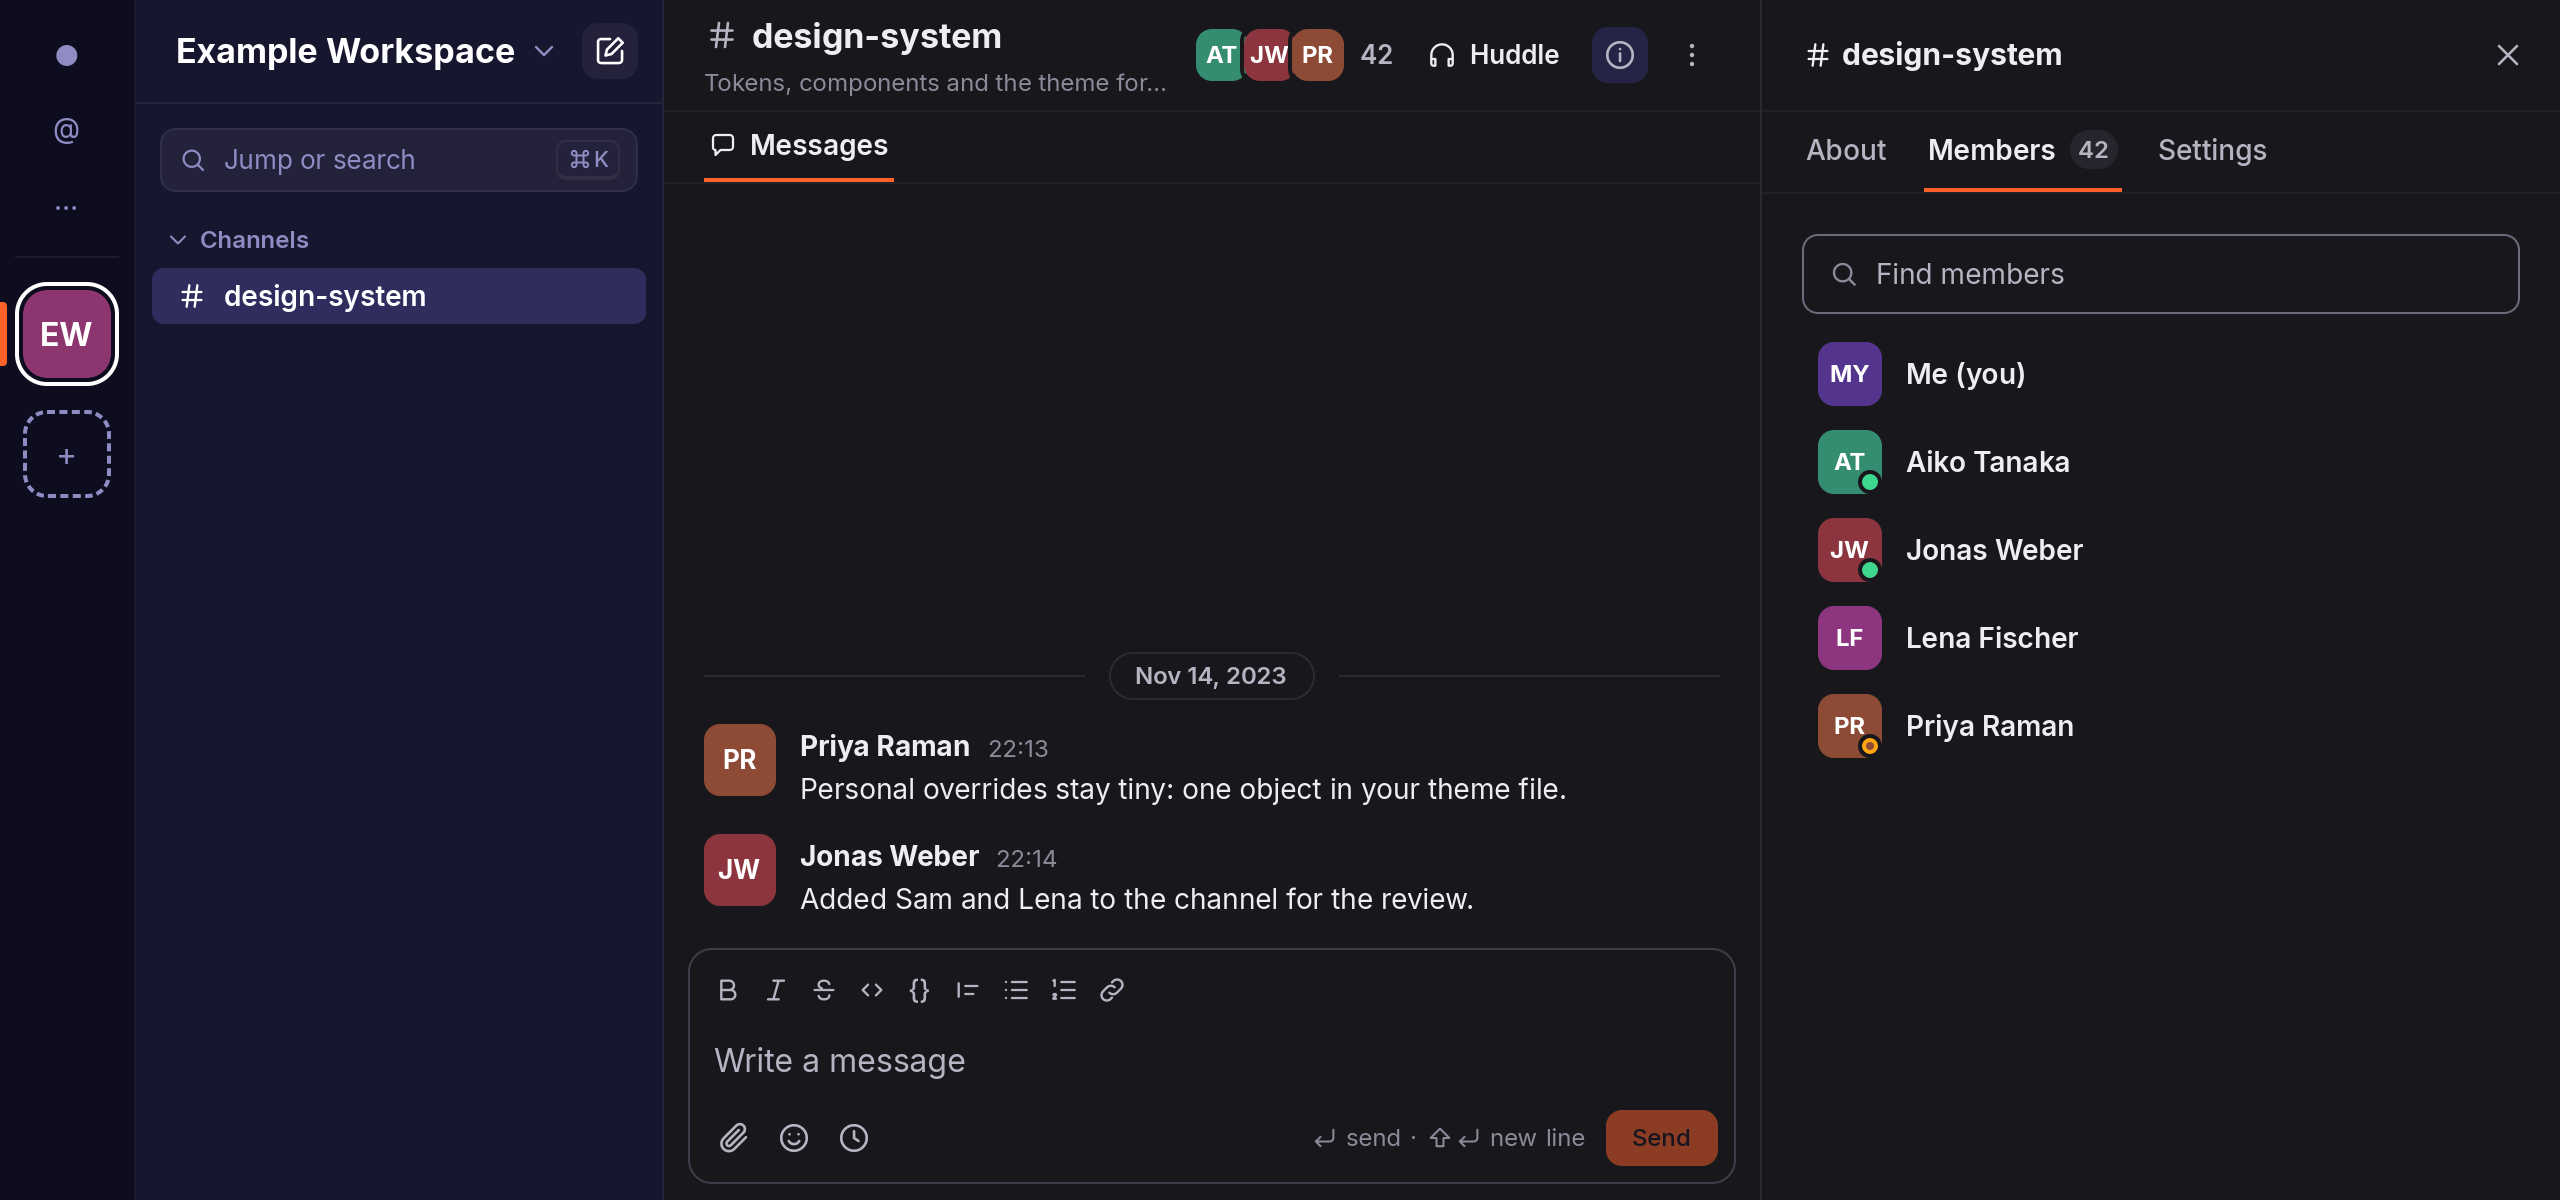 @
EW
+
Example Workspace
Jump or search
⌘K
Channels
# design-system
# design-system
Tokens, components and the theme for...
AT JW PR 42
Huddle
Messages
Nov 14, 2023
PR
Priya Raman 22:13
Personal overrides stay tiny: one object in your theme file.
JW
Jonas Weber 22:14
Added Sam and Lena to the channel for the review.
Write a message
send · new line
Send
# design-system
About
Members 42
Settings
Find members
MY Me (you)
AT Aiko Tanaka
JW Jonas Weber
LF Lena Fischer
PR Priya Raman